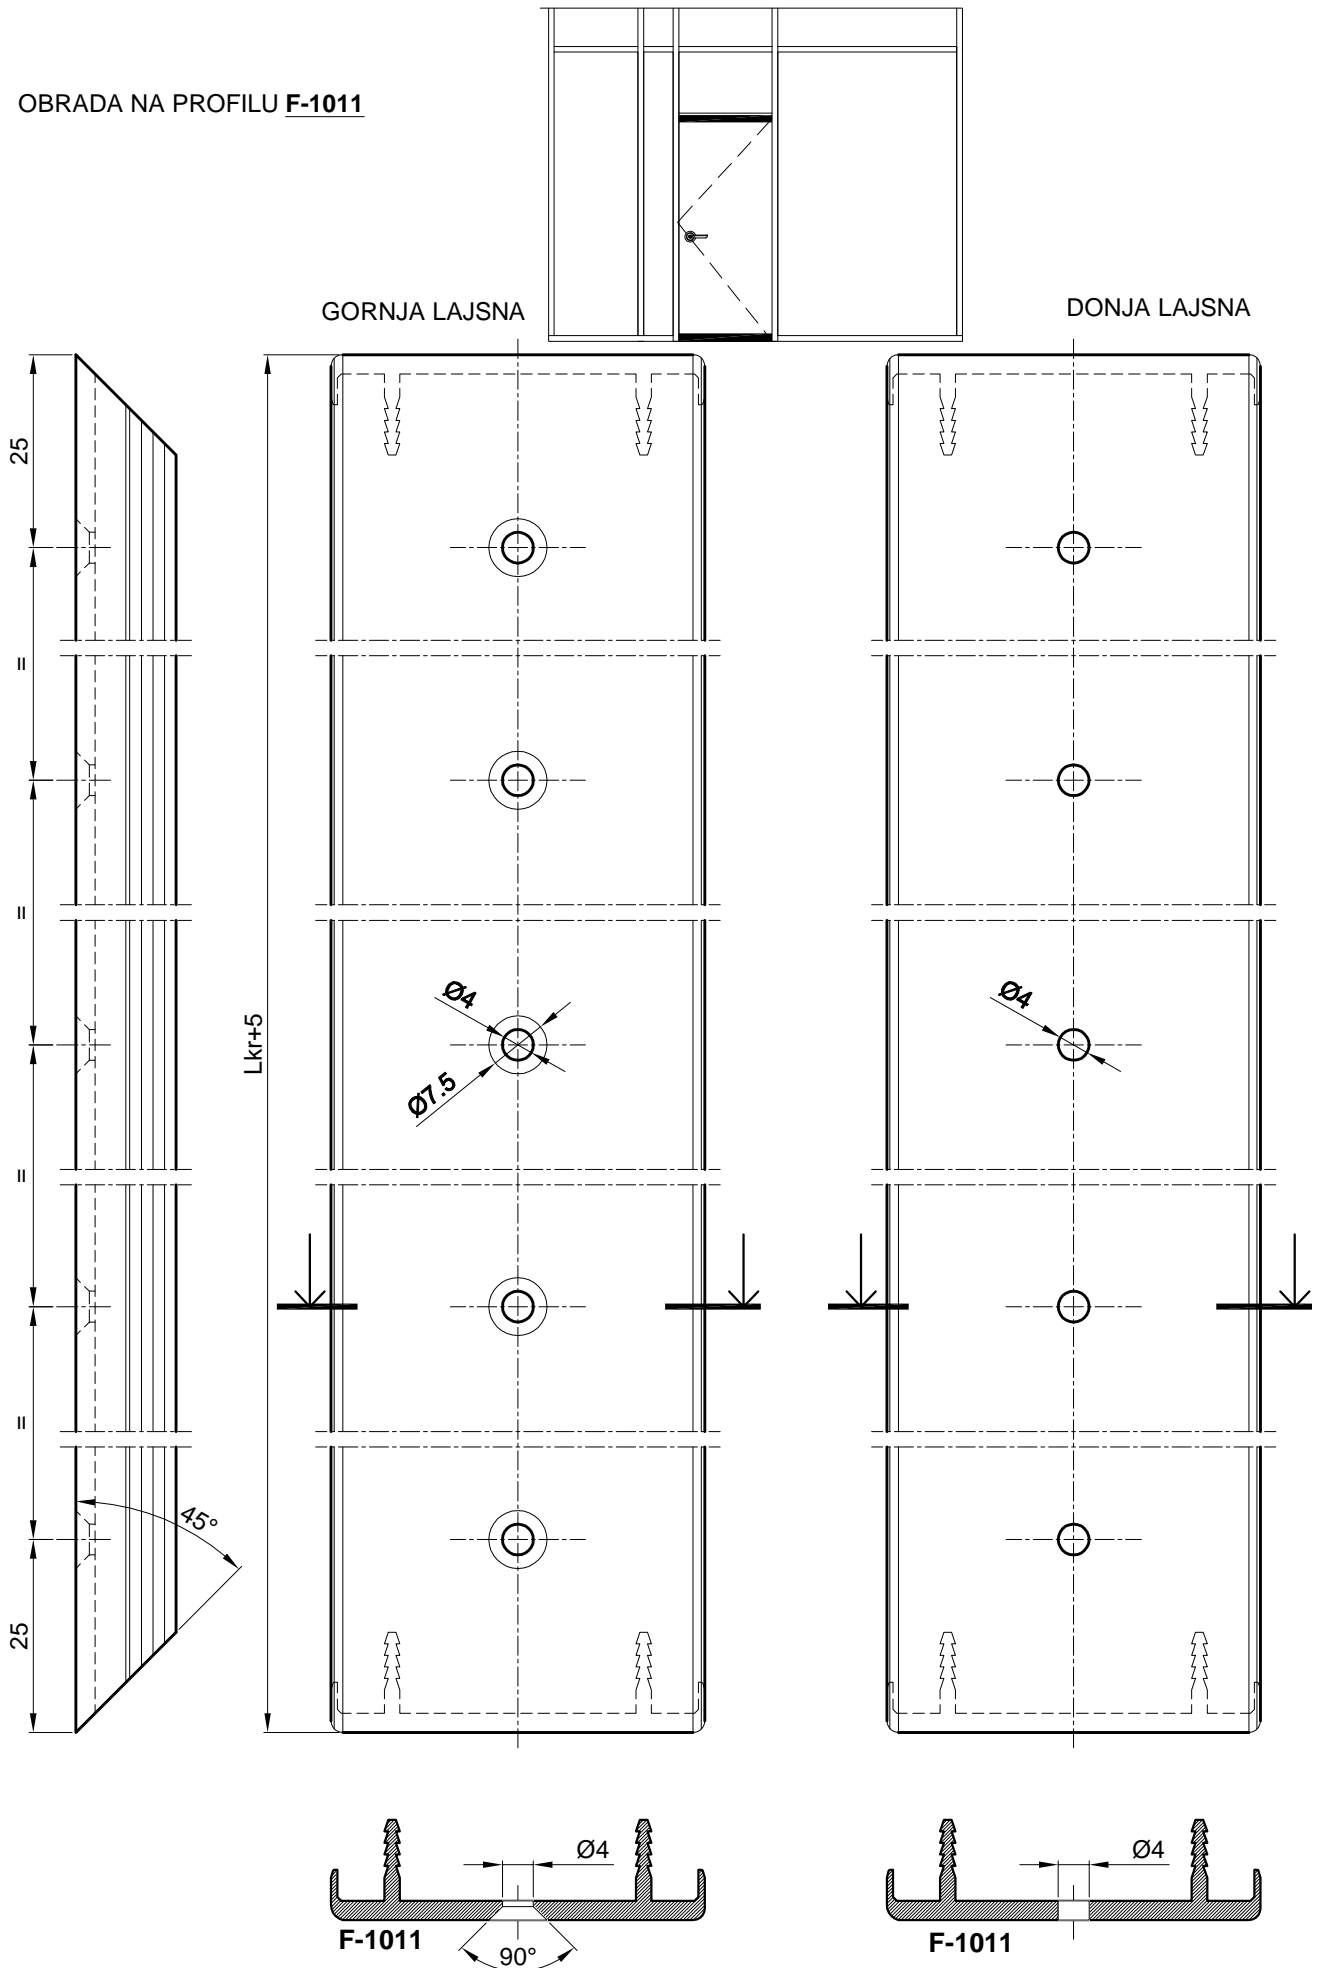 OBRADA NA PROFILU F-1011
GORNJA LAJSNA
DONJA LAJSNA
25
=
=
=
=
25
45°
Lkr+5
Ø4
Ø7.5
Ø4
Ø4
F-1011
90°
Ø4
F-1011